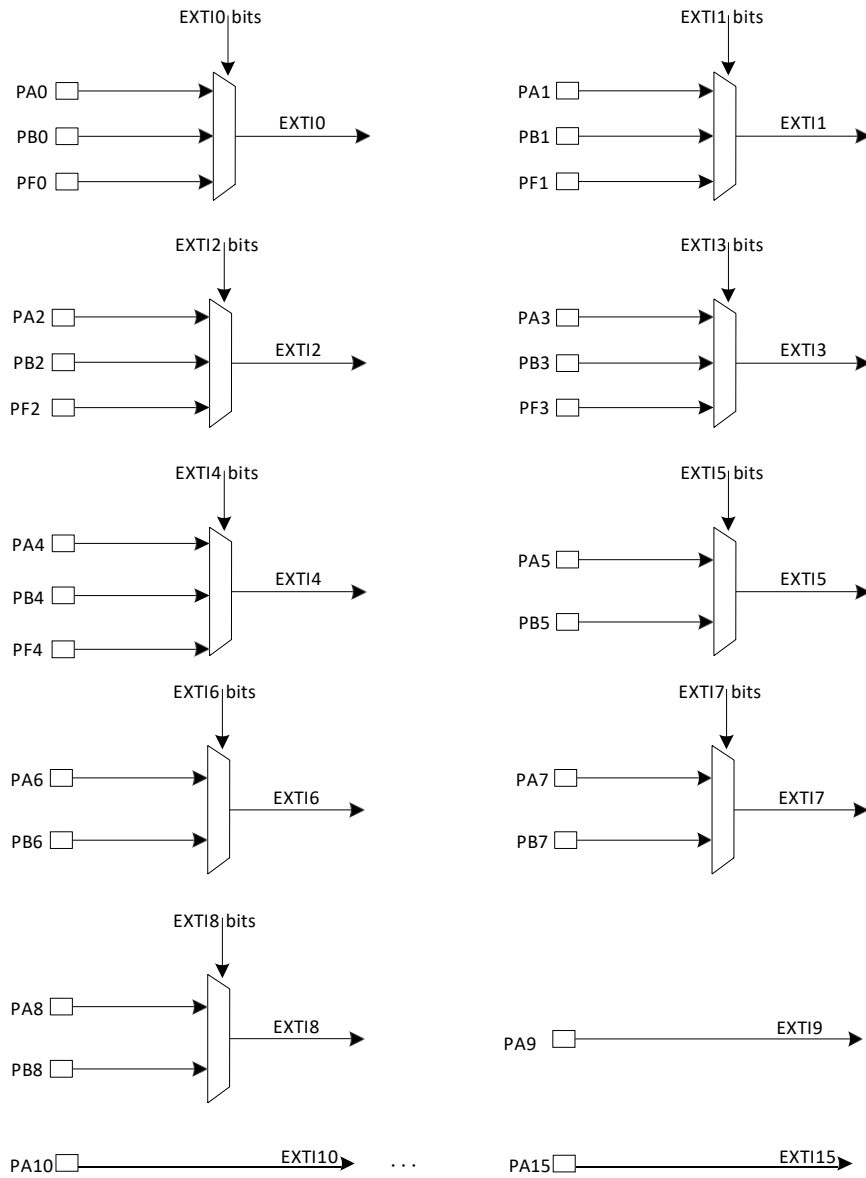 EXTI0 bits
PA0
PB0
PF0
EXTI0
EXTI1 bits
PA1
PB1
PF1
EXTI1
EXTI2 bits
PA2
PB2
PF2
EXTI2
EXTI3 bits
PA3
PB3
PF3
EXTI3
EXTI4 bits
PA4
PB4
PF4
EXTI4
EXTI5 bits
PA5
PB5
EXTI5
EXTI6 bits
PA6
PB6
EXTI6
EXTI7 bits
PA7
PB7
EXTI7
EXTI8 bits
PA8
PB8
EXTI8
PA9
EXTI9
PA10
EXTI10
...
PA15
EXTI15